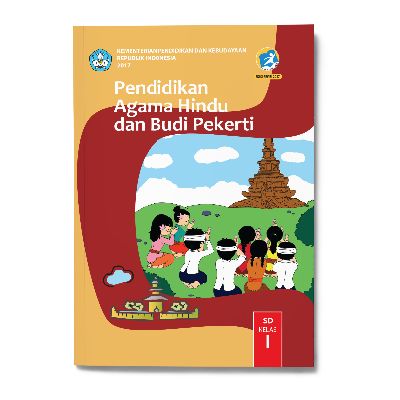 KEMENTERIAN PENDIDIKAN DAN KEBUDAYAAN
REPUBLIK INDONESIA
2017
Pendidikan
Agama Hindu
dan Budi Pekerti
SD
KELAS
I